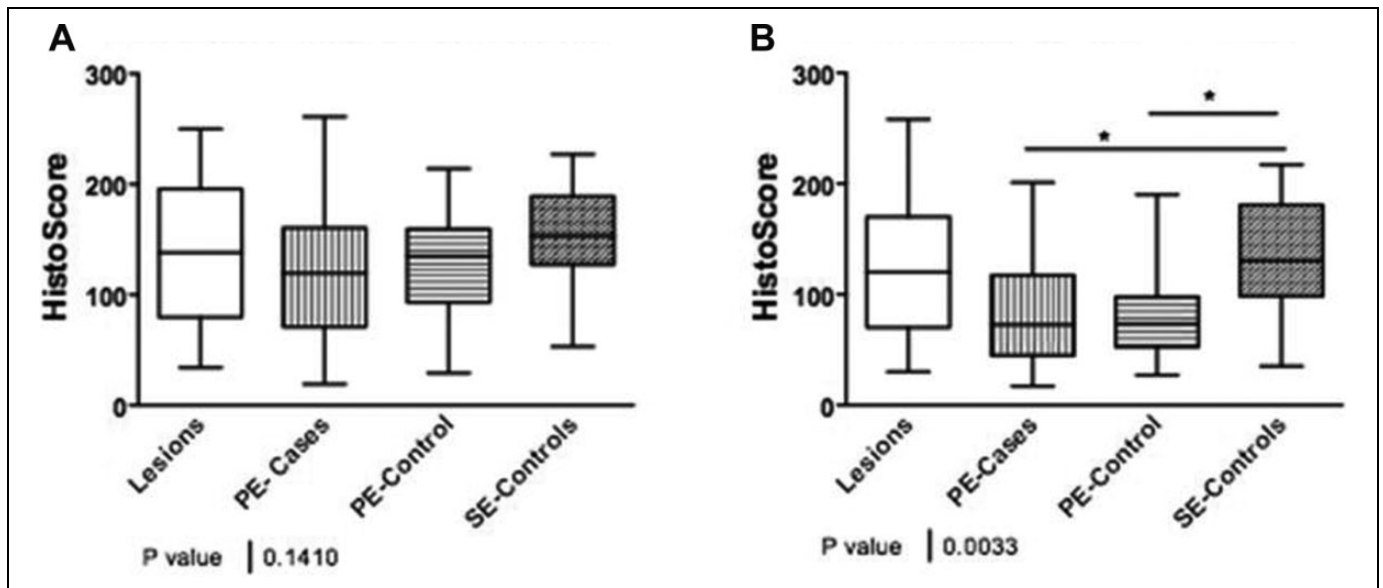 A
300
200
100
0
HistoScore
Lesions
PE- Cases
PE-Control
SE-Controls
P value | 0.1410
B
300
200
100
0
HistoScore
*
*
Lesions
PE-Cases
PE-Control
SE-Controls
P value | 0.0033